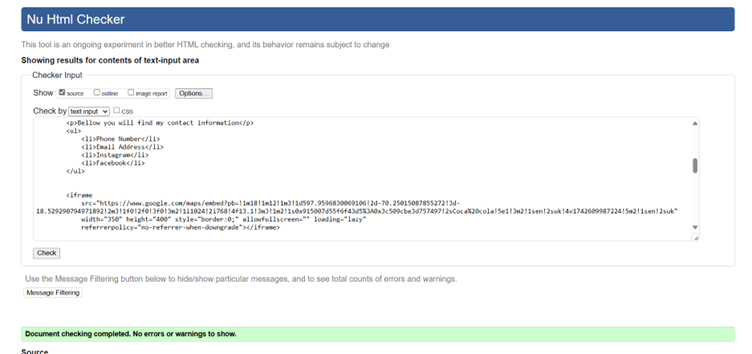 Nu Html Checker
This tool is an ongoing experiment in better HTML checking, and its behavior remains subject to change
Showing results for contents of text-input area
Checker Input
Show source outline image report Options...
Check by text input css
<p>Bellow you will find my contact information</p>
<ul>
<li>Phone Number</li>
<li>Email Address</li>
<li>Instagram</li>
<li>Facebook</li>
</ul>
<iframe
src="https://www.google.com/maps/embed?pb=!1m18!1m12!1m3!1d597.9596830069106!2d-70.25015087855272!3d-
18.529290794971892!2m3!1f0!2f0!3f0!3m2!1i1024!2i768!4f13.1!3m3!1m2!1s0x915007d55f6f43d5%3A0x3c509cbe3d757497!2sCoca%20cola!5e1!3m2!1sen!2suk!4v1742609987224!5m2!1sen!2suk"
width="350" height="400" style="border:0;" allowfullscreen="" loading="lazy"
referrerpolicy="no-referrer-when-downgrade"></iframe>
Check
Use the Message Filtering button below to hide/show particular messages, and to see total counts of errors and warnings.
Message Filtering
Document checking completed. No errors or warnings to show.
Source